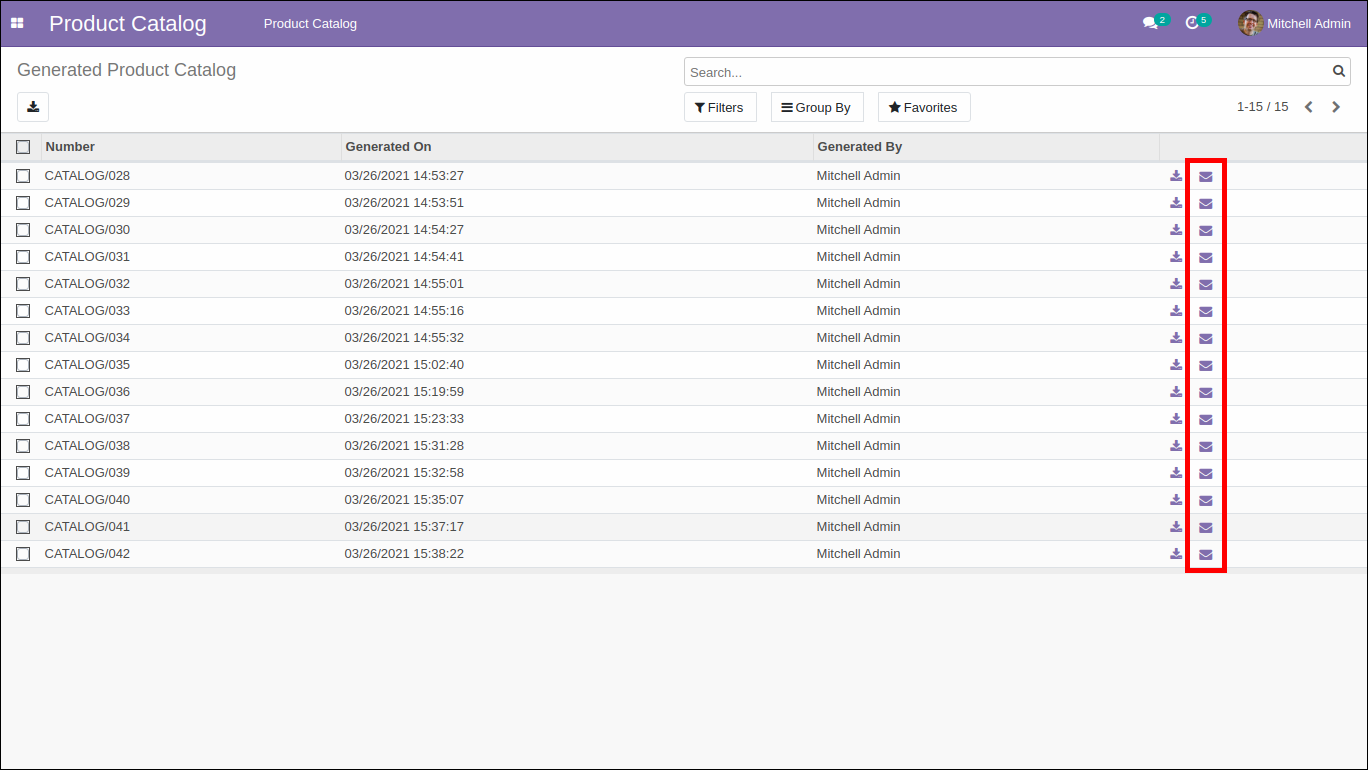 Product Catalog Product Catalog 2 5 Mitchell Admin
Generated Product Catalog Search...
Filters Group By Favorites 1-15 / 15
Number Generated On Generated By
CATALOG/028 03/26/2021 14:53:27 Mitchell Admin
CATALOG/029 03/26/2021 14:53:51 Mitchell Admin
CATALOG/030 03/26/2021 14:54:27 Mitchell Admin
CATALOG/031 03/26/2021 14:54:41 Mitchell Admin
CATALOG/032 03/26/2021 14:55:01 Mitchell Admin
CATALOG/033 03/26/2021 14:55:16 Mitchell Admin
CATALOG/034 03/26/2021 14:55:32 Mitchell Admin
CATALOG/035 03/26/2021 15:02:40 Mitchell Admin
CATALOG/036 03/26/2021 15:19:59 Mitchell Admin
CATALOG/037 03/26/2021 15:23:33 Mitchell Admin
CATALOG/038 03/26/2021 15:31:28 Mitchell Admin
CATALOG/039 03/26/2021 15:32:58 Mitchell Admin
CATALOG/040 03/26/2021 15:35:07 Mitchell Admin
CATALOG/041 03/26/2021 15:37:17 Mitchell Admin
CATALOG/042 03/26/2021 15:38:22 Mitchell Admin